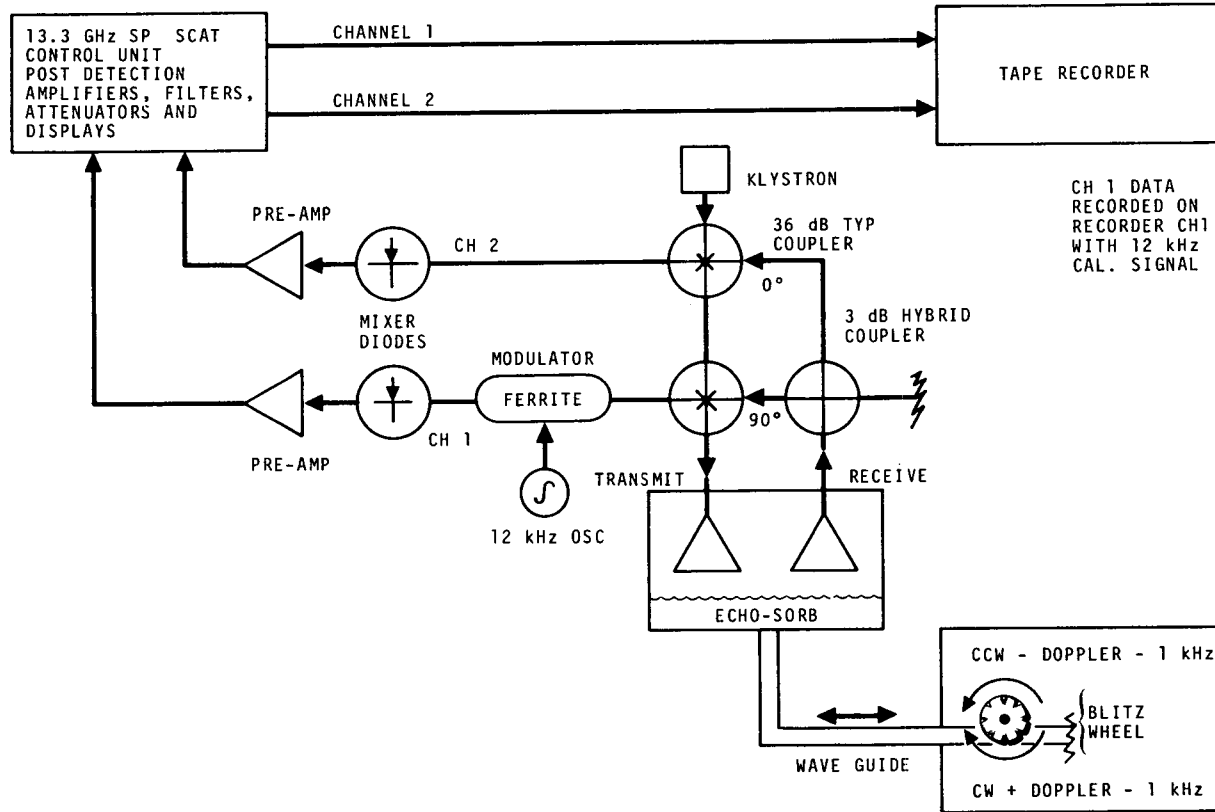 13.3 GHz SP SCAT
CONTROL UNIT
POST DETECTION
AMPLIFIERS, FILTERS,
ATTENUATORS AND
DISPLAYS
CHANNEL 1
CHANNEL 2
TAPE RECORDER
CH 1 DATA
RECORDED ON
RECORDER CH1
WITH 12 kHz
CAL. SIGNAL
KLYSTRON
36 dB TYP
COUPLER
0°
PRE-AMP
CH 2
MIXER
DIODES
3 dB HYBRID
COUPLER
MODULATOR
FERRITE
90°
CH 1
PRE-AMP
12 kHz OSC
TRANSMIT
RECEIVE
ECHO-SORB
WAVE GUIDE
CCW - DOPPLER - 1 kHz
BLITZ
WHEEL
CW + DOPPLER - 1 kHz